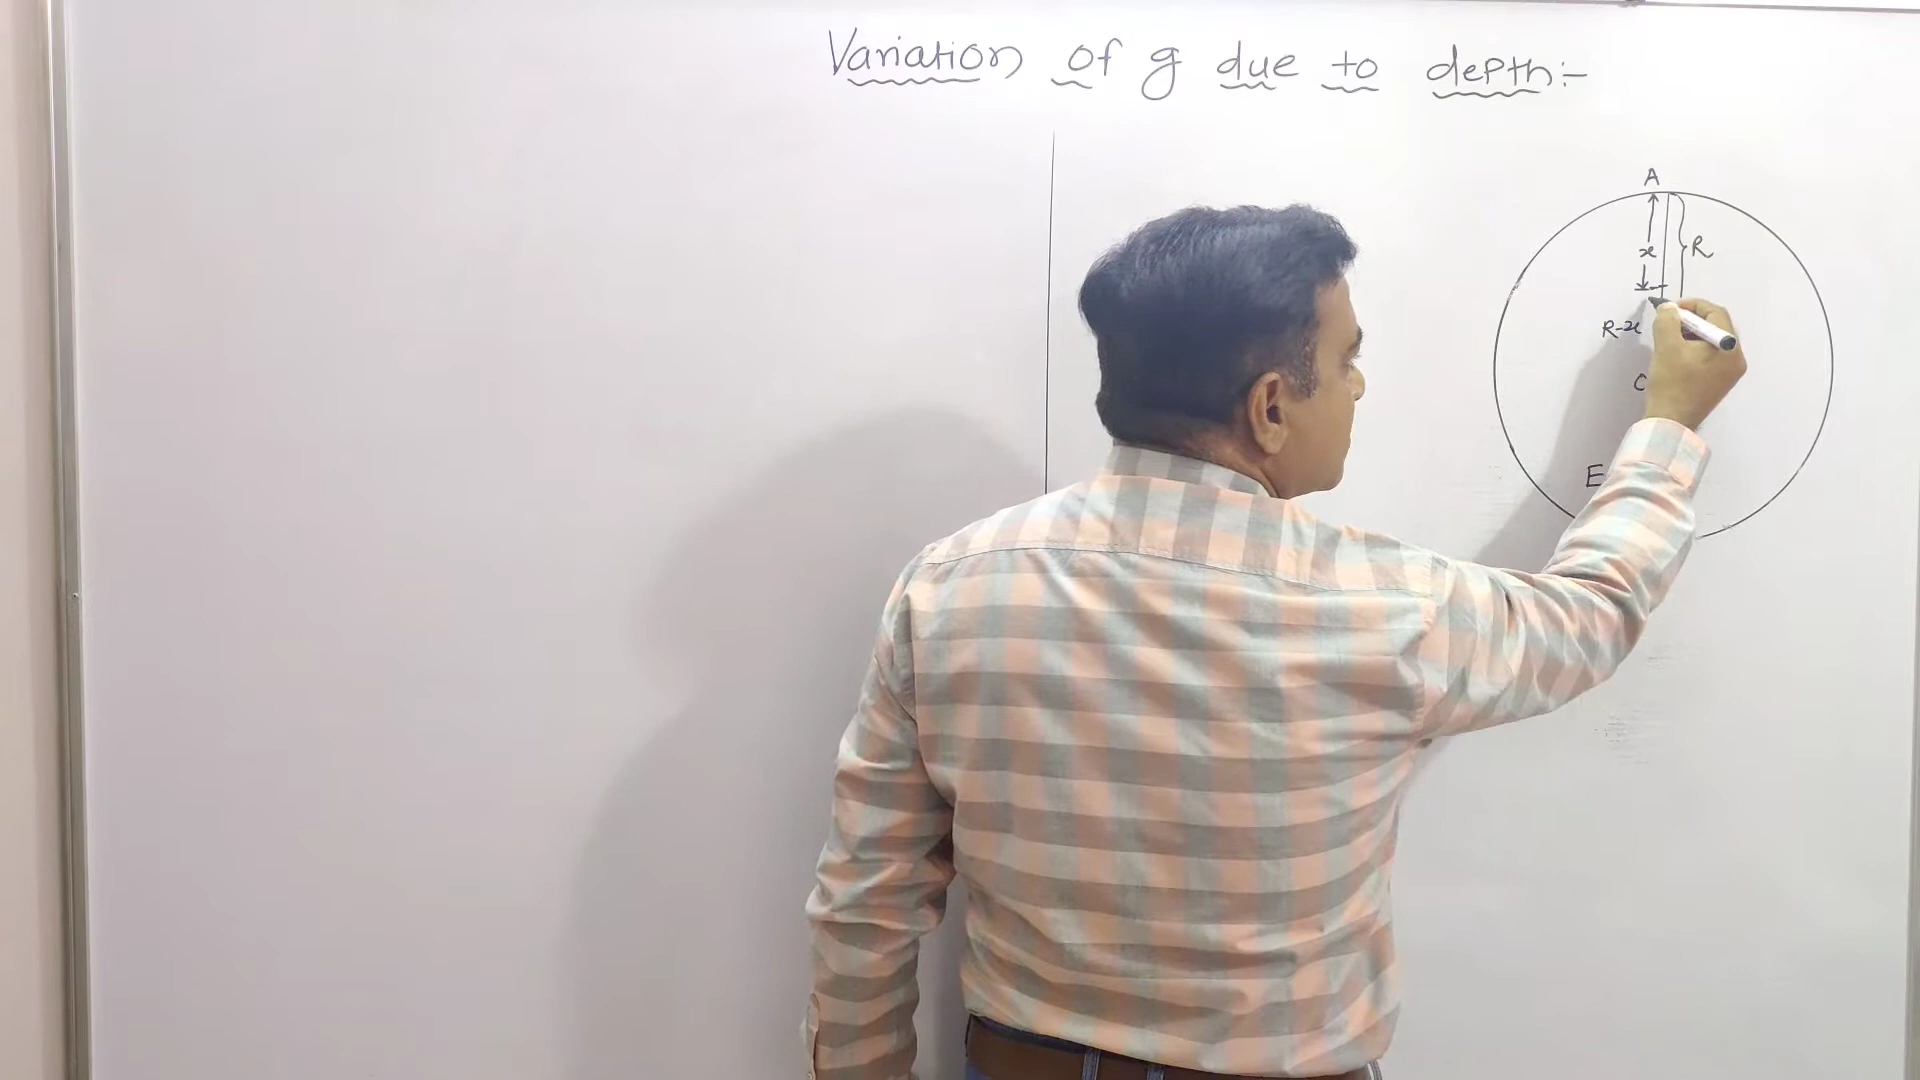 Variation of g due to depth:-
A
x R
R-x
C
E